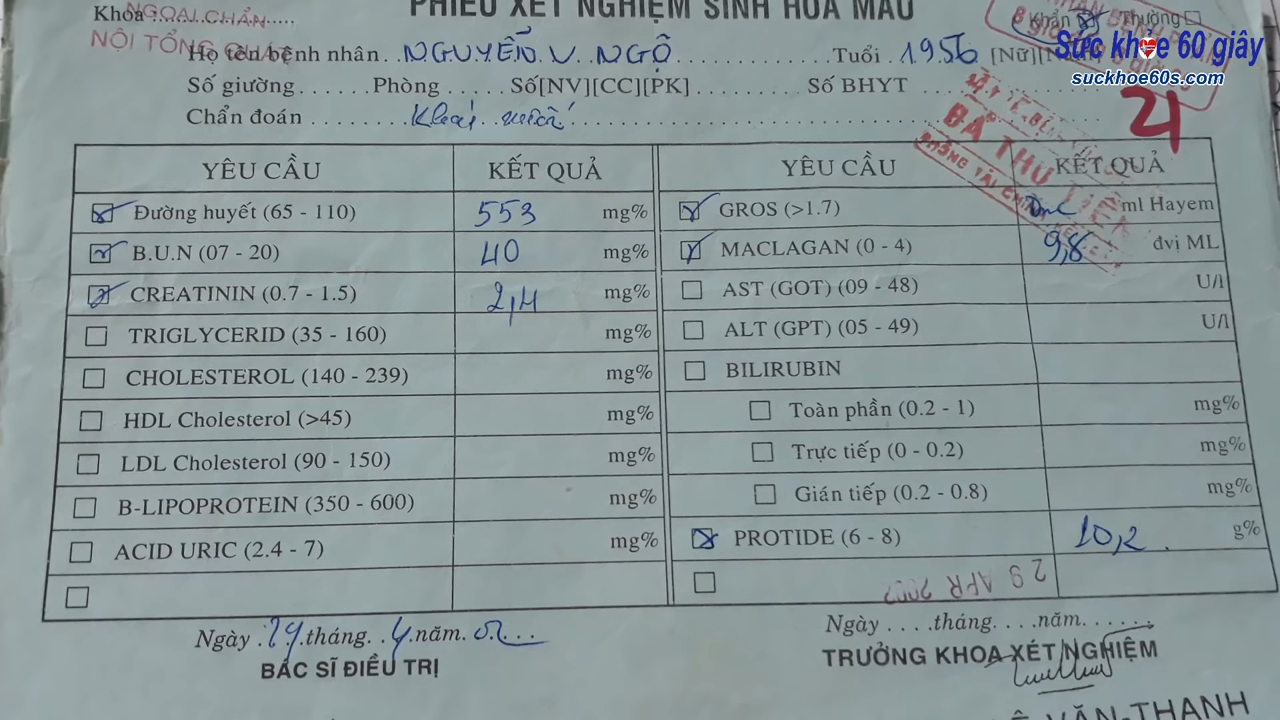 PHIẾU XÉT NGHIỆM SINH HÓA MÁU
Khoa
NGOẠI CHẨN
NỘI TỔNG
Khẩn Thường
Sức khỏe 60 giây
suckhoe60s.com
Họ tên bệnh nhân..NGUYỄN V. NGỘ Tuổi.1956 [Nữ]
Số giường......Phòng......Số[NV][CC][PK].........Số BHYT
21
Chẩn đoán
BÁ THƯ LIÊN
YÊU CẦU KẾT QUẢ YÊU CẦU KẾT QUẢ
Đường huyết (65 - 110) 553 mg% GROS (>1.7) ml Hayem
B.U.N (07 - 20) 40 mg% MACLAGAN (0 - 4) 9,8 đvị ML
CREATININ (0.7 - 1.5) 2,4 mg% AST (GOT) (09 - 48) U/l
TRIGLYCERID (35 - 160) mg% ALT (GPT) (05 - 49) U/l
CHOLESTEROL (140 - 239) mg% BILIRUBIN
HDL Cholesterol (>45) mg% Toàn phần (0.2 - 1) mg%
LDL Cholesterol (90 - 150) mg% Trực tiếp (0 - 0.2) mg%
B-LIPOPROTEIN (350 - 600) mg% Gián tiếp (0.2 - 0.8) mg%
ACID URIC (2.4 - 7) mg% PROTIDE (6 - 8) 10,2 g%
29 APR 2002
Ngày.29.tháng..4.năm.02.... Ngày....tháng....năm.....
BÁC SĨ ĐIỀU TRỊ TRƯỞNG KHOA XÉT NGHIỆM
VĂN THANH